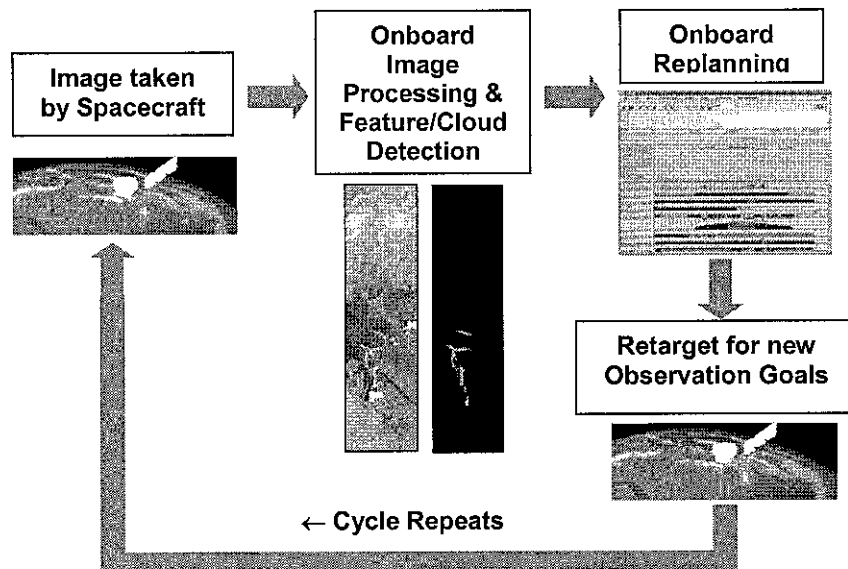 Image taken
by Spacecraft
Onboard
Image
Processing &
Feature/Cloud
Detection
Onboard
Replanning
Retarget for new
Observation Goals
← Cycle Repeats